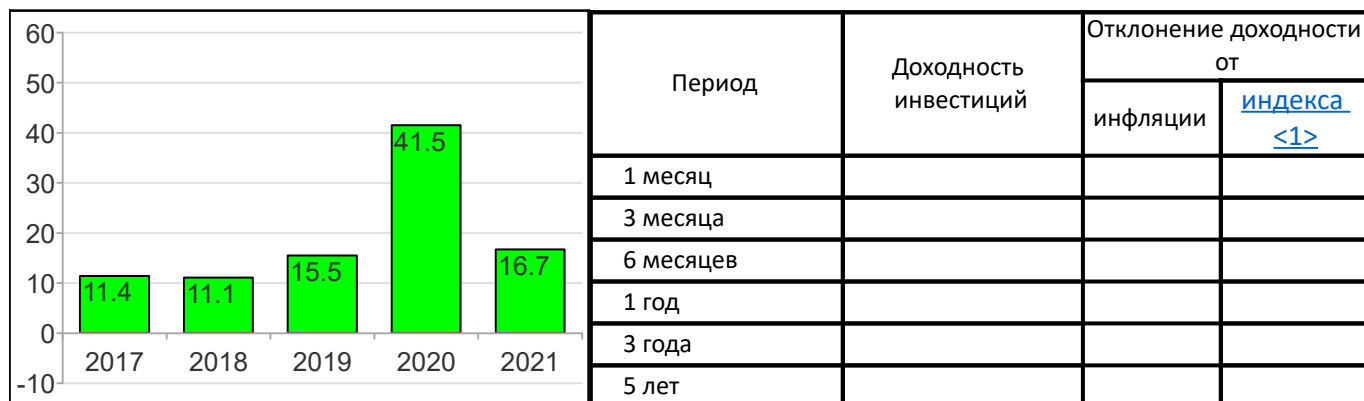 60
50
40
30
20
10
0
-10
11.4
11.1
15.5
41.5
16.7
2017 2018 2019 2020 2021
Период
Доходность
инвестиций
Отклонение доходности
от
инфляции
индекса
<1>
1 месяц
3 месяца
6 месяцев
1 год
3 года
5 лет